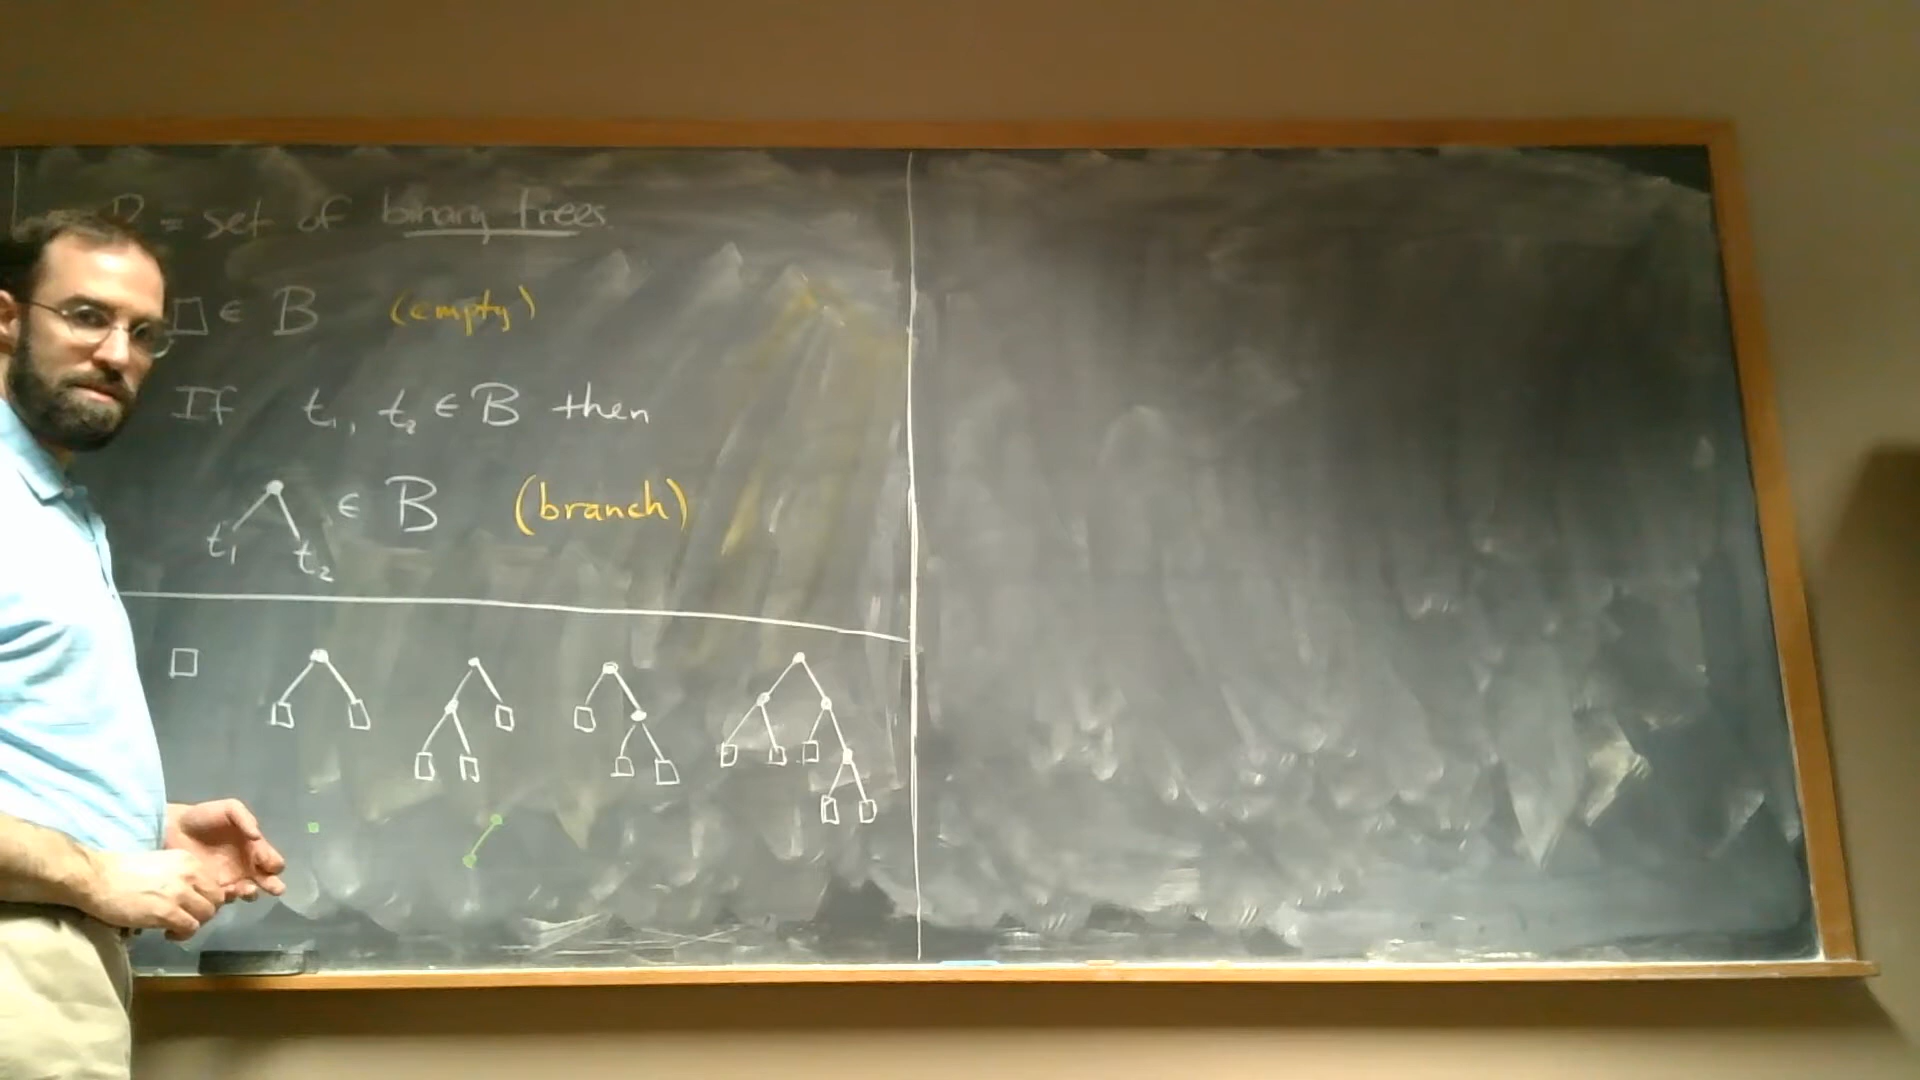 B = set of binary trees.
□ ∈ B (empty)
If t₁, t₂ ∈ B then
∈ B (branch)
t₁ t₂